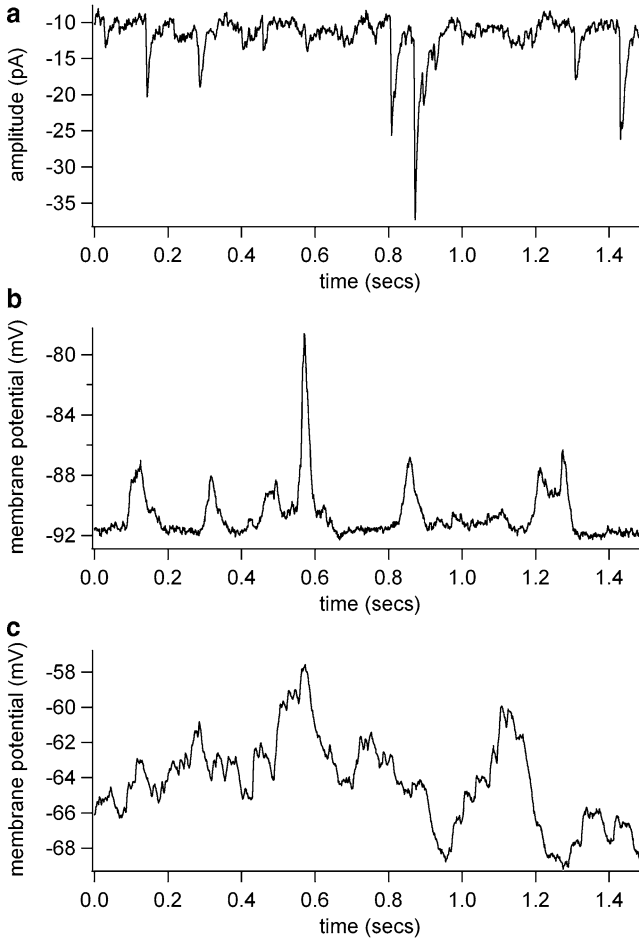 a
amplitude (pA)
-10
-15
-20
-25
-30
-35
0.0 0.2 0.4 0.6 0.8 1.0 1.2 1.4
time (secs)
b
membrane potential (mV)
-80
-84
-88
-92
0.0 0.2 0.4 0.6 0.8 1.0 1.2 1.4
time (secs)
c
membrane potential (mV)
-58
-60
-62
-64
-66
-68
0.0 0.2 0.4 0.6 0.8 1.0 1.2 1.4
time (secs)